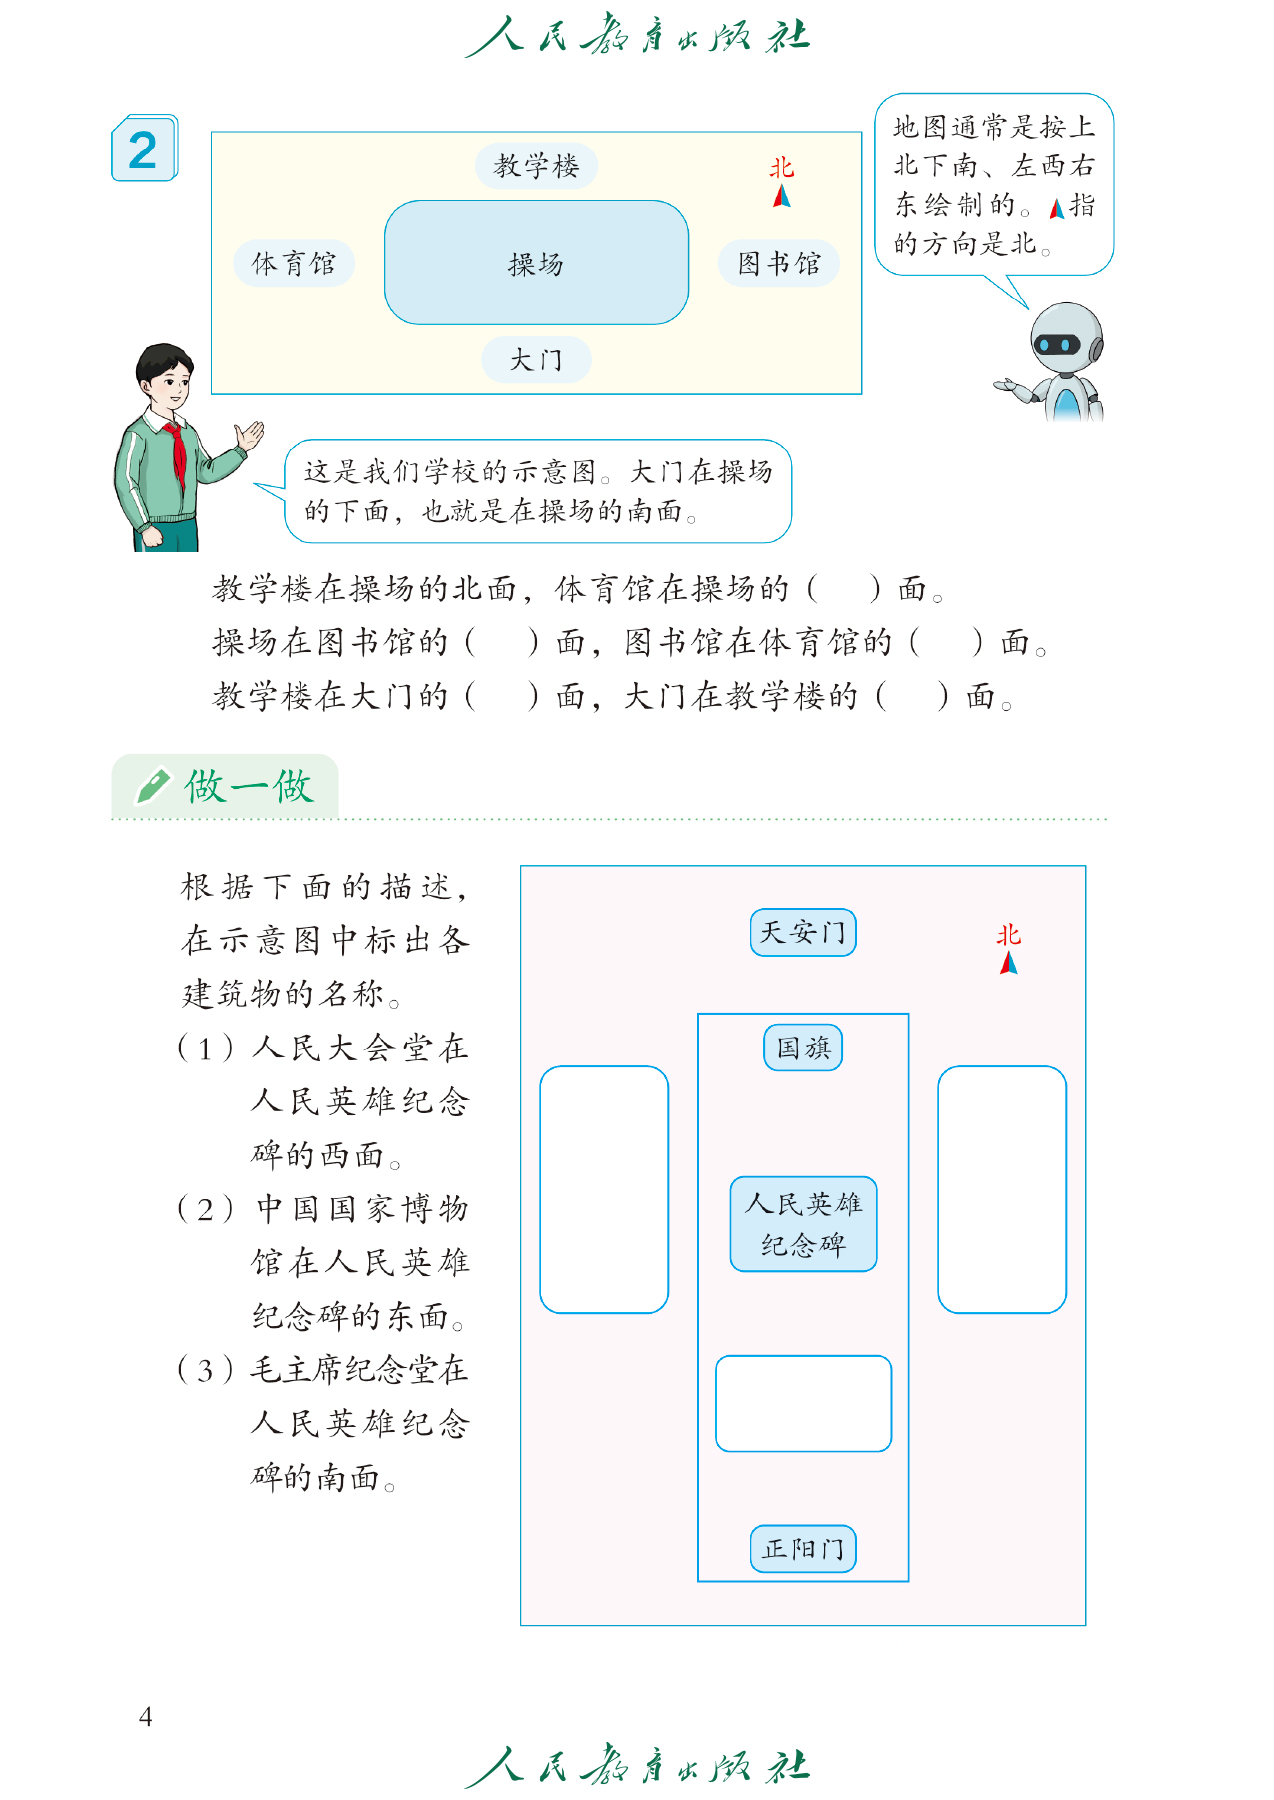 人民教育出版社
2
教学楼
北
体育馆
操场
图书馆
大门
地图通常是按上
北下南、左西右
东绘制的。指
的方向是北。
这是我们学校的示意图。大门在操场
的下面，也就是在操场的南面。
教学楼在操场的北面，体育馆在操场的（ ）面。
操场在图书馆的（ ）面，图书馆在体育馆的（ ）面。
教学楼在大门的（ ）面，大门在教学楼的（ ）面。
做一做
根据下面的描述，
在示意图中标出各
建筑物的名称。
（1）人民大会堂在
人民英雄纪念
碑的西面。
（2）中国国家博物
馆在人民英雄
纪念碑的东面。
（3）毛主席纪念堂在
人民英雄纪念
碑的南面。
天安门
北
国旗
人民英雄
纪念碑
正阳门
4
人民教育出版社